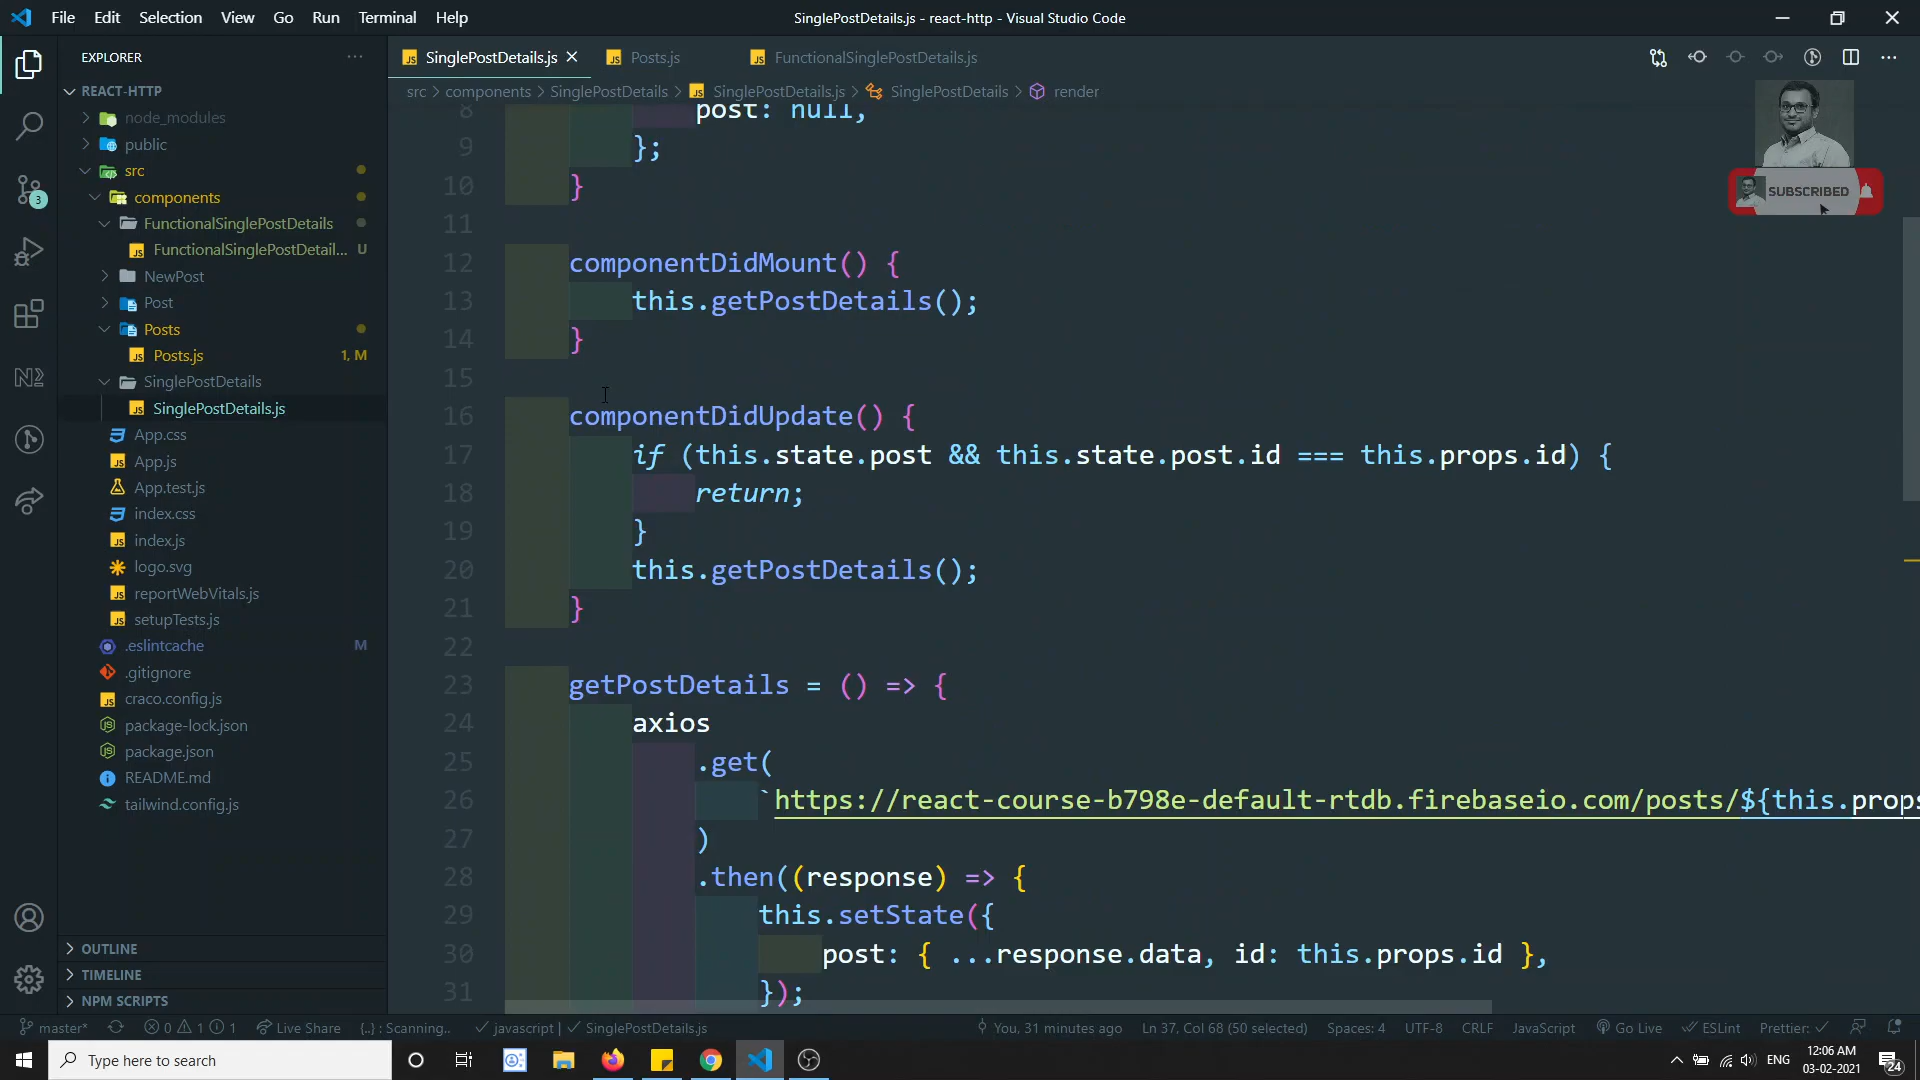 File Edit Selection View Go Run Terminal Help
SinglePostDetails.js - react-http - Visual Studio Code
EXPLORER
REACT-HTTP
node_modules
public
src
components
FunctionalSinglePostDetails
FunctionalSinglePostDetail... U
NewPost
Post
Posts
Posts.js 1, M
SinglePostDetails
SinglePostDetails.js
App.css
App.js
App.test.js
index.css
index.js
logo.svg
reportWebVitals.js
setupTests.js
.eslintcache M
.gitignore
craco.config.js
package-lock.json
package.json
README.md
tailwind.config.js
OUTLINE
TIMELINE
NPM SCRIPTS
3
SinglePostDetails.js Posts.js FunctionalSinglePostDetails.js
src > components > SinglePostDetails > SinglePostDetails.js > SinglePostDetails > render
SUBSCRIBED
8 post: null,
9 };
10 }
11
12 componentDidMount() {
13 this.getPostDetails();
14 }
15
16 componentDidUpdate() {
17 if (this.state.post && this.state.post.id === this.props.id) {
18 return;
19 }
20 this.getPostDetails();
21 }
22
23 getPostDetails = () => {
24 axios
25 .get(
26 `https://react-course-b798e-default-rtdb.firebaseio.com/posts/${this.props
27 )
28 .then((response) => {
29 this.setState({
30 post: { ...response.data, id: this.props.id },
31 });
master* 0 1 1 Live Share {..} : Scanning.. javascript | SinglePostDetails.js
You, 31 minutes ago Ln 37, Col 68 (50 selected) Spaces: 4 UTF-8 CRLF JavaScript Go Live ESLint Prettier:
Type here to search
ENG
12:06 AM
03-02-2021
24